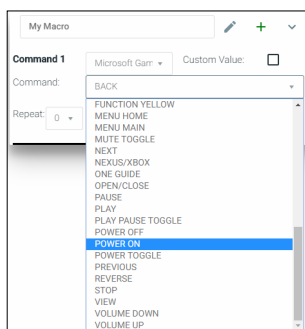 My Macro
Command 1
Microsoft Gam
Custom Value:
Command:
BACK
Repeat:
0
FUNCTION YELLOW
MENU HOME
MENU MAIN
MUTE TOGGLE
NEXT
NEXUS/XBOX
ONE GUIDE
OPEN/CLOSE
PAUSE
PLAY
PLAY PAUSE TOGGLE
POWER OFF
POWER ON
POWER TOGGLE
PREVIOUS
REVERSE
STOP
VIEW
VOLUME DOWN
VOLUME UP